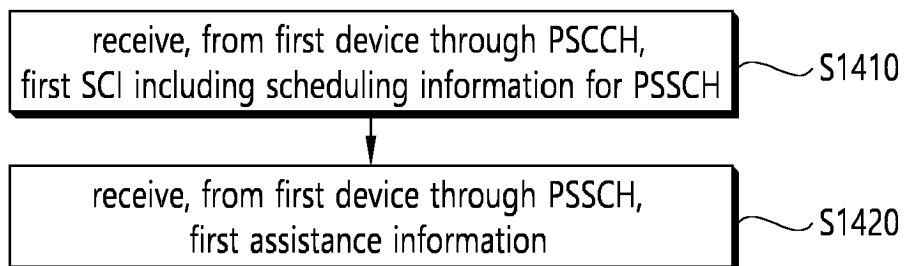 receive, from first device through PSCCH,
first SCI including scheduling information for PSSCH
S1410
receive, from first device through PSSCH,
first assistance information
S1420